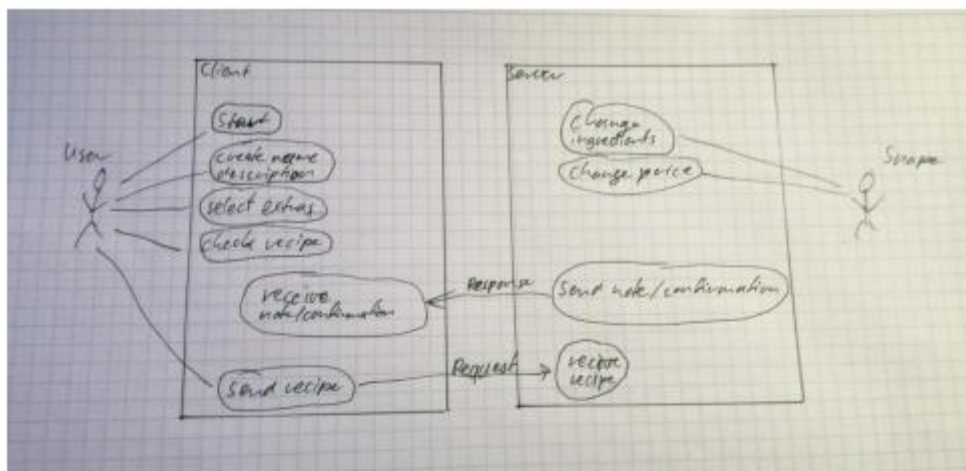 Client
Server
User
Snape
Start
create name
description
select extras
check recipe
receive
note/confirmation
Send recipe
Response
Request
Change
ingredients
Change price
Send note/confirmation
receive
recipe